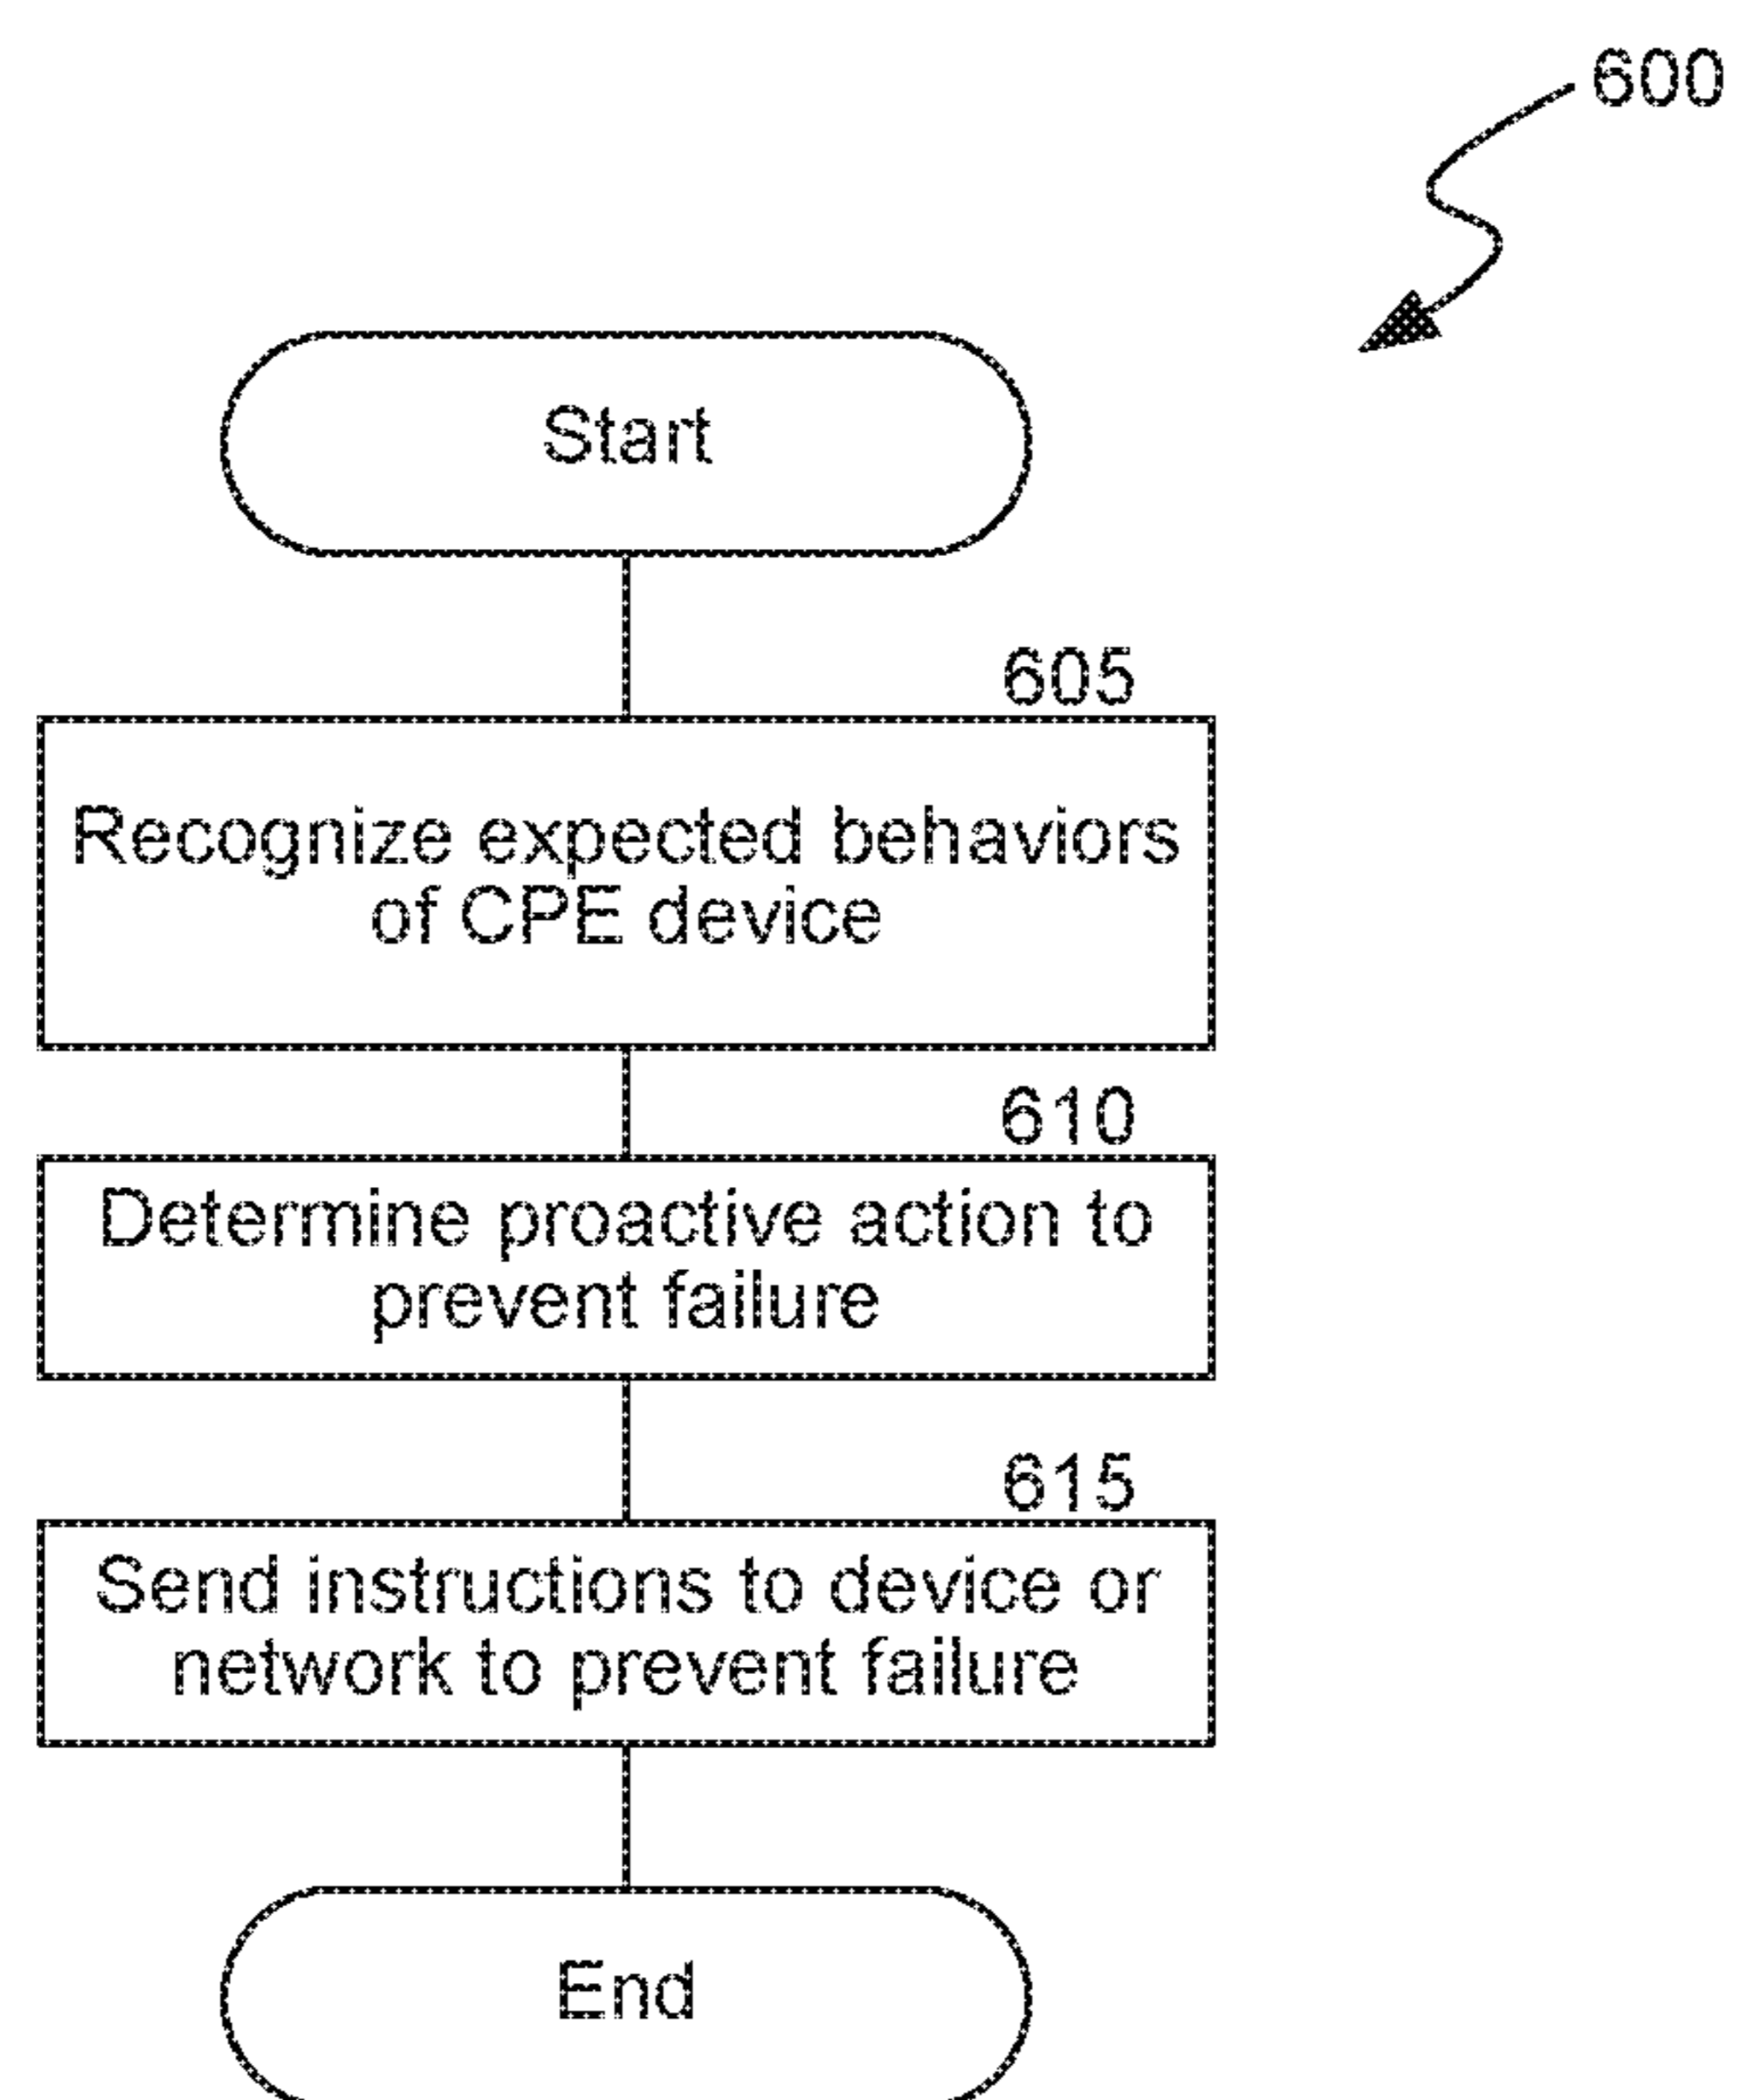 600
Start
605
Recognize expected behaviors
of CPE device
610
Determine proactive action to
prevent failure
615
Send instructions to device or
network to prevent failure
End